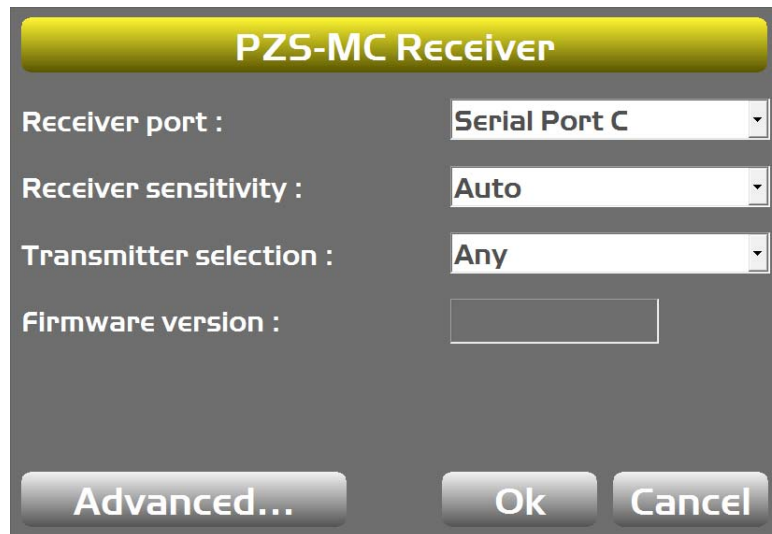 PZS-MC Receiver
Receiver port : Serial Port C
Receiver sensitivity : Auto
Transmitter selection : Any
Firmware version :
Advanced... Ok Cancel